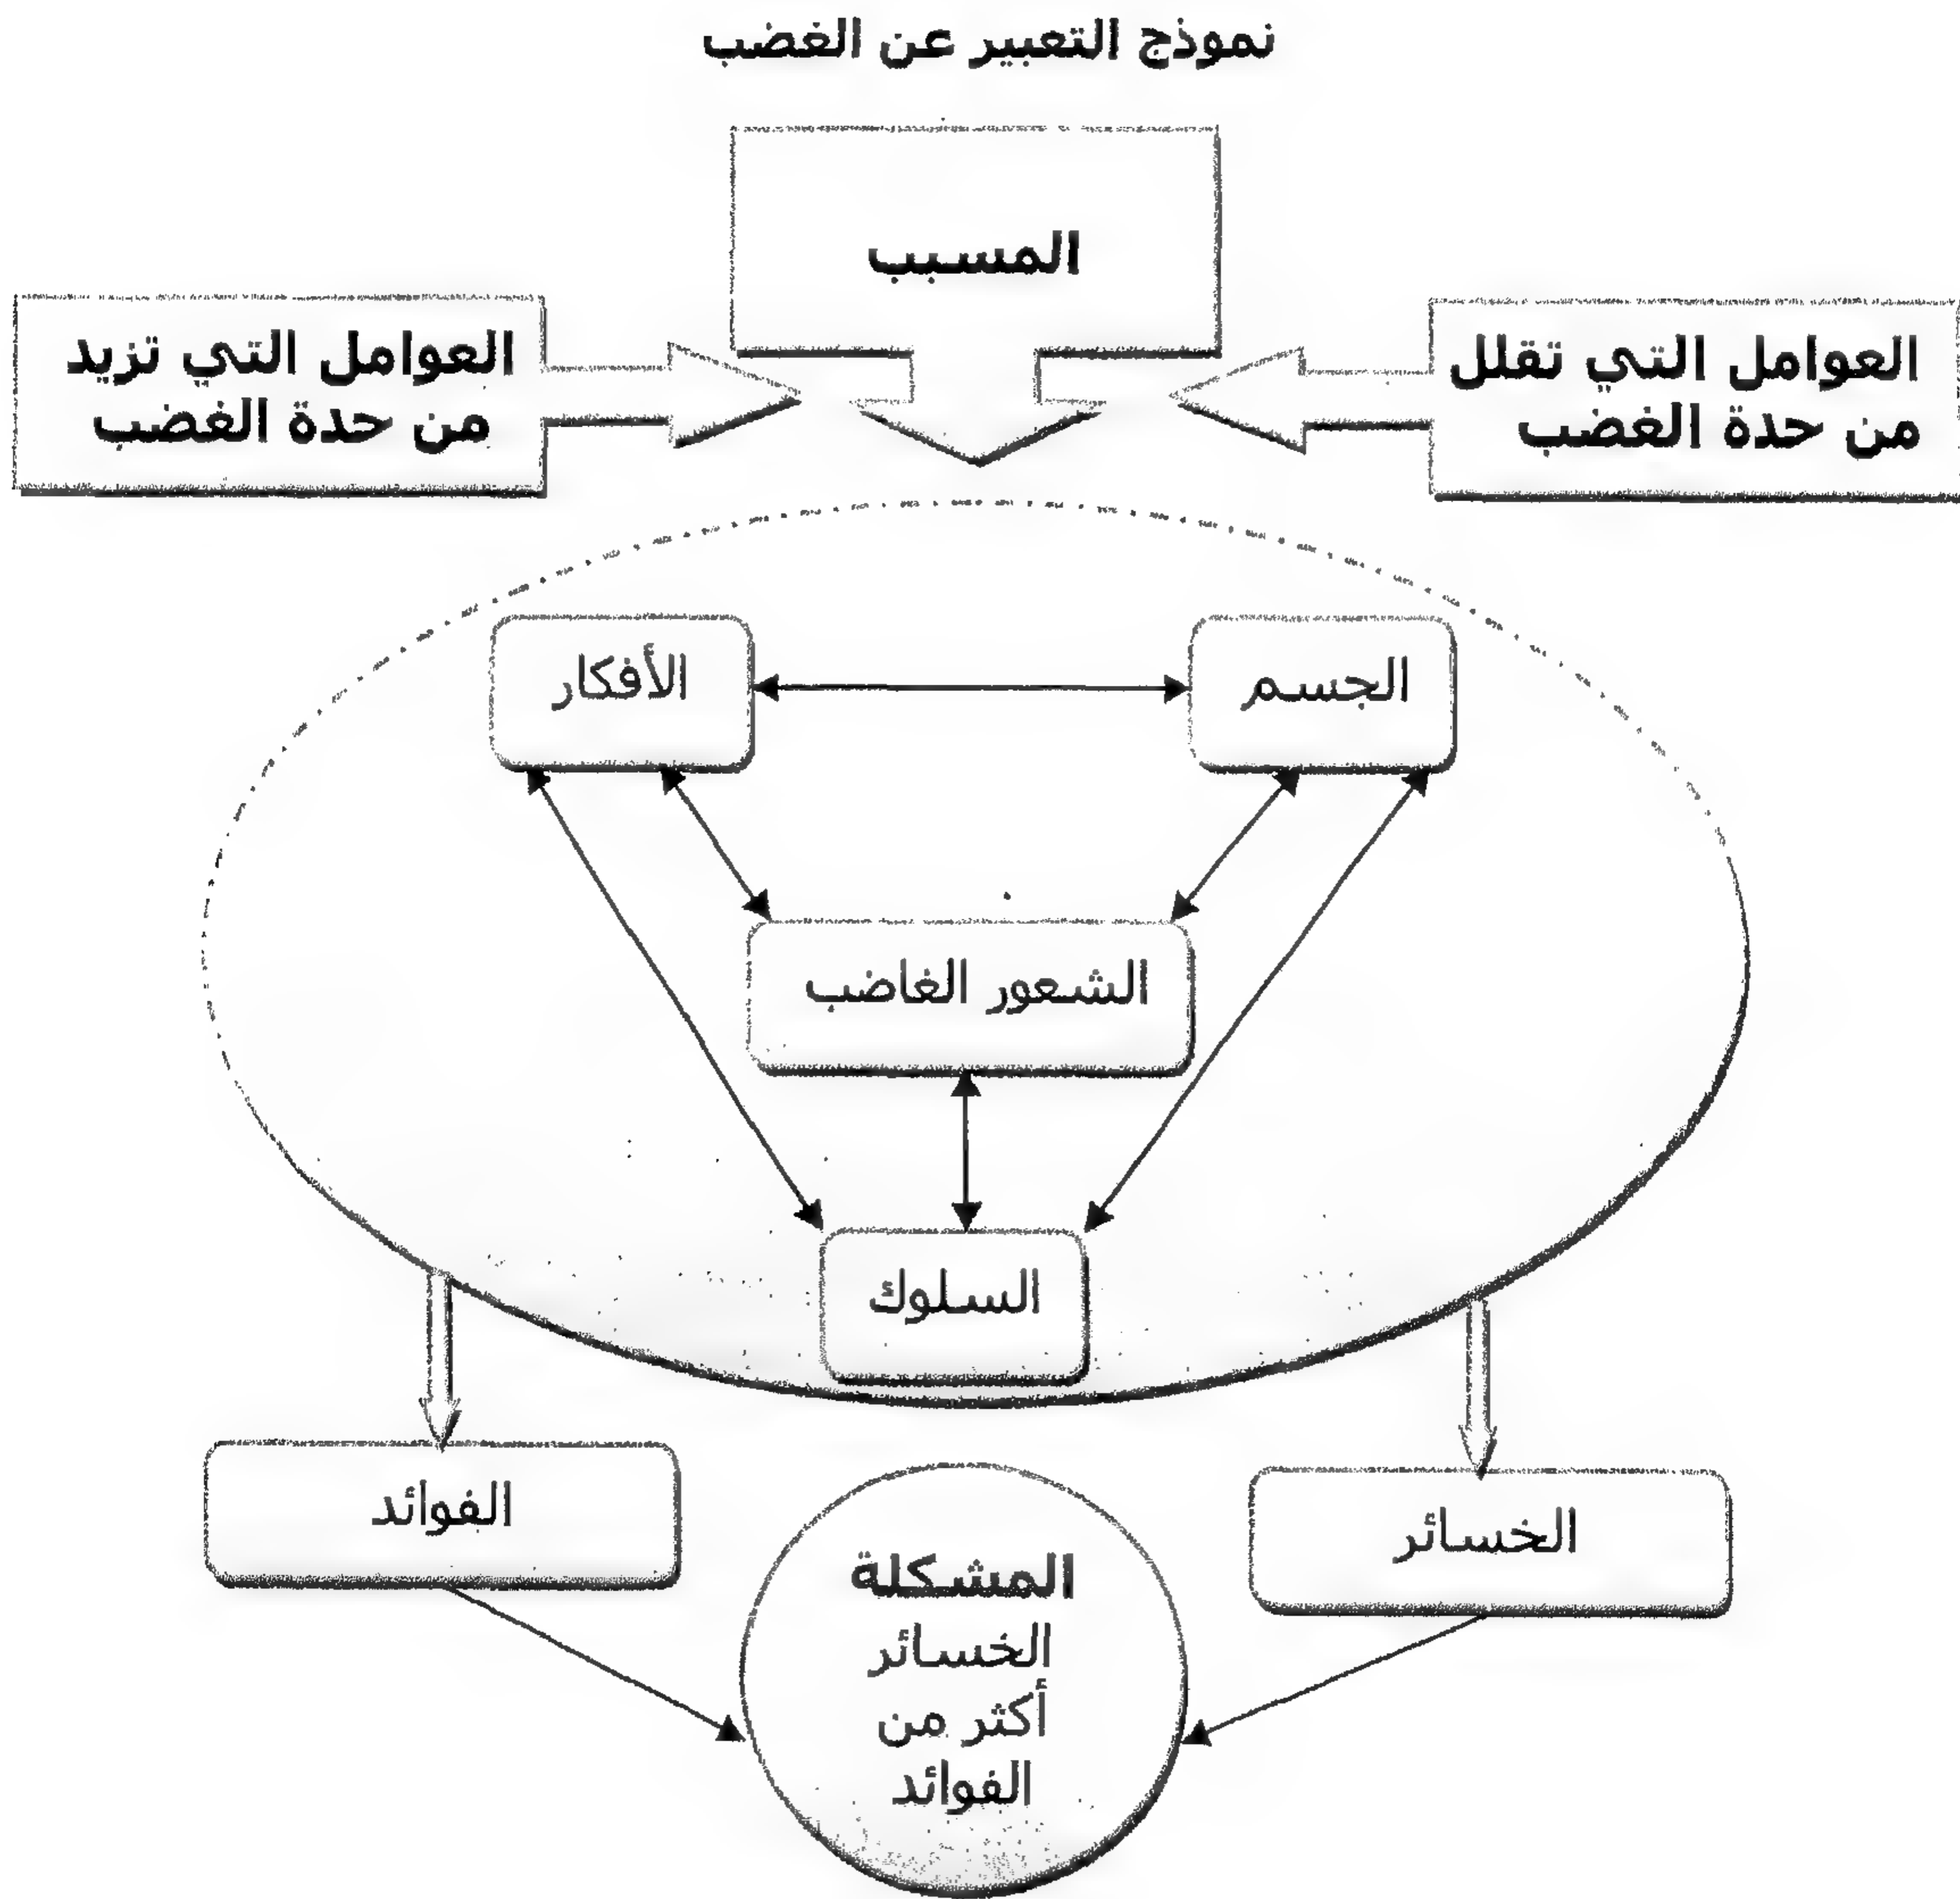 نموذج التعبير عن الغضب
المسبب
العوامل التي تقلل
من حدة الغضب
العوامل التي تزيد
من حدة الغضب
الجسم
الأفكار
الشعور الغاضب
السلوك
الخسائر
الفوائد
المشكلة
الخسائر
أكثر من
الفوائد